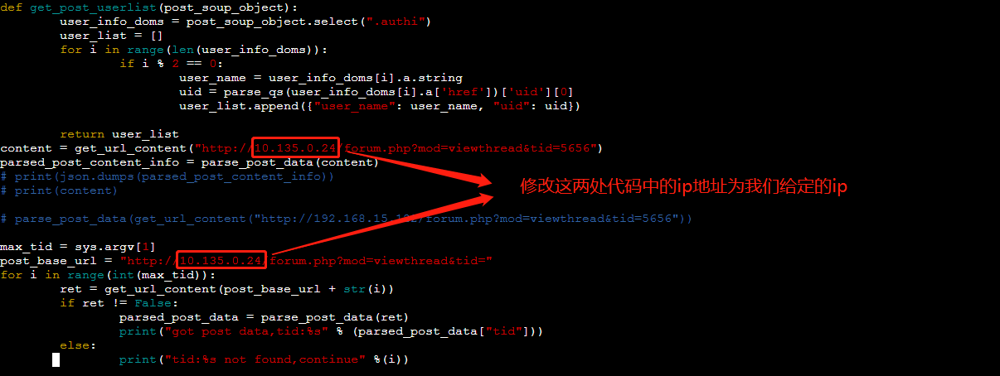 def get_post_userlist(post_soup_object):
user_info_doms = post_soup_object.select(".authi")
user_list = []
for i in range(len(user_info_doms)):
if i % 2 == 0:
user_name = user_info_doms[i].a.string
uid = parse_qs(user_info_doms[i].a['href'])['uid'][0]
user_list.append({"user_name": user_name, "uid": uid})
return user_list
content = get_url_content("http://10.135.0.24/forum.php?mod=viewthread&tid=5656")
parsed_post_content_info = parse_post_data(content)
# print(json.dumps(parsed_post_content_info))
# print(content)
修改这两处代码中的ip地址为我们给定的ip
# parse_post_data(get_url_content("http://192.168.15.162/forum.php?mod=viewthread&tid=5656"))
max_tid = sys.argv[1]
post_base_url = "http://10.135.0.24/forum.php?mod=viewthread&tid="
for i in range(int(max_tid)):
ret = get_url_content(post_base_url + str(i))
if ret != False:
parsed_post_data = parse_post_data(ret)
print("got post data,tid:%s" % (parsed_post_data["tid"]))
else:
print("tid:%s not found,continue" %(i))